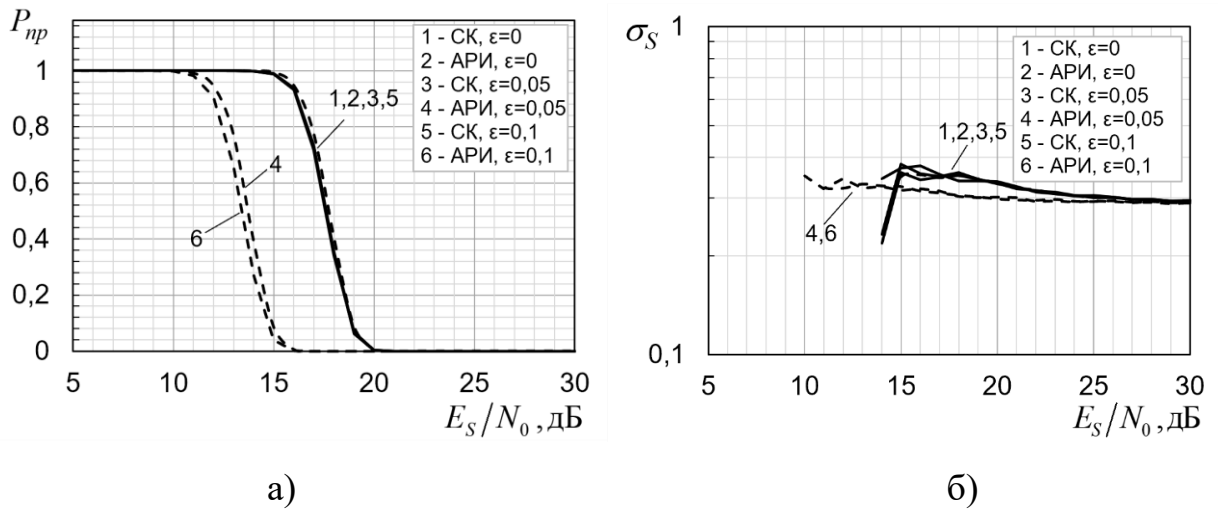 P_{пр}
1
0,8
0,6
0,4
0,2
0
5 10 15 20 25 30
E_S/N_0, дБ
1 - СК, ε=0
2 - АРИ, ε=0
3 - СК, ε=0,05
4 - АРИ, ε=0,05
5 - СК, ε=0,1
6 - АРИ, ε=0,1
1,2,3,5
4
6
а)
σ_S
1
0,1
5 10 15 20 25 30
E_S/N_0, дБ
1 - СК, ε=0
2 - АРИ, ε=0
3 - СК, ε=0,05
4 - АРИ, ε=0,05
5 - СК, ε=0,1
6 - АРИ, ε=0,1
1,2,3,5
4,6
б)